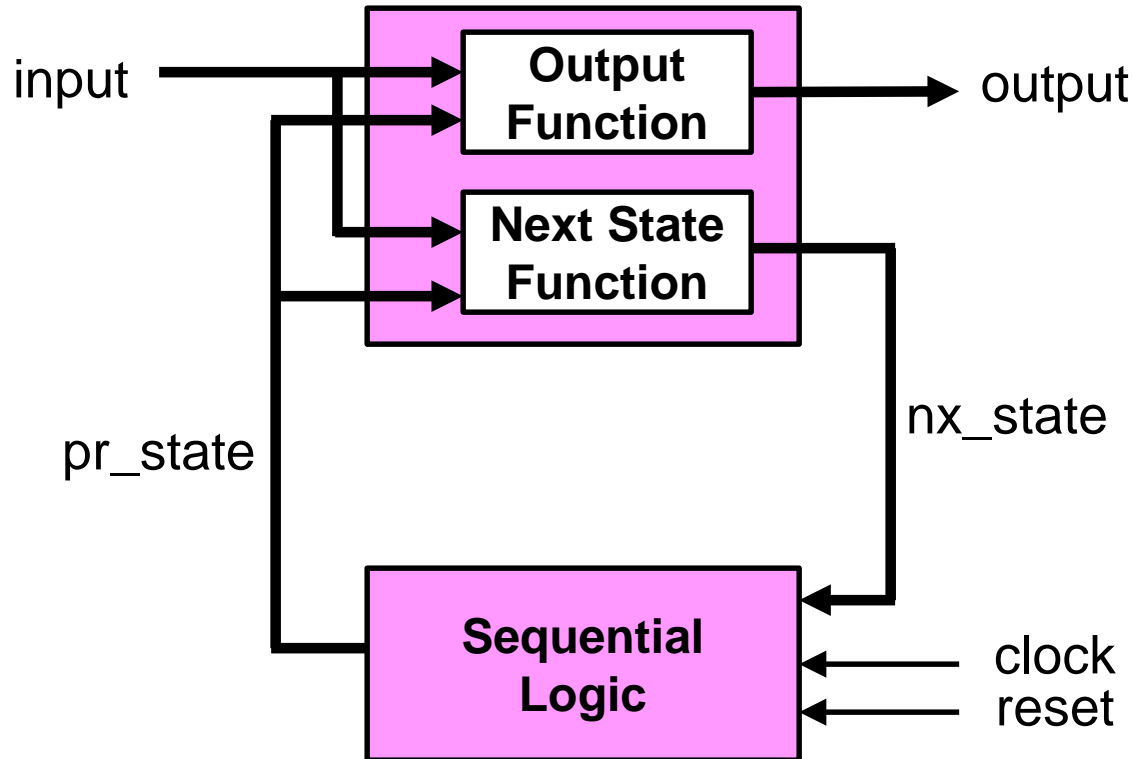 input
Output
Function
output
Next State
Function
pr_state
nx_state
Sequential
Logic
clock
reset